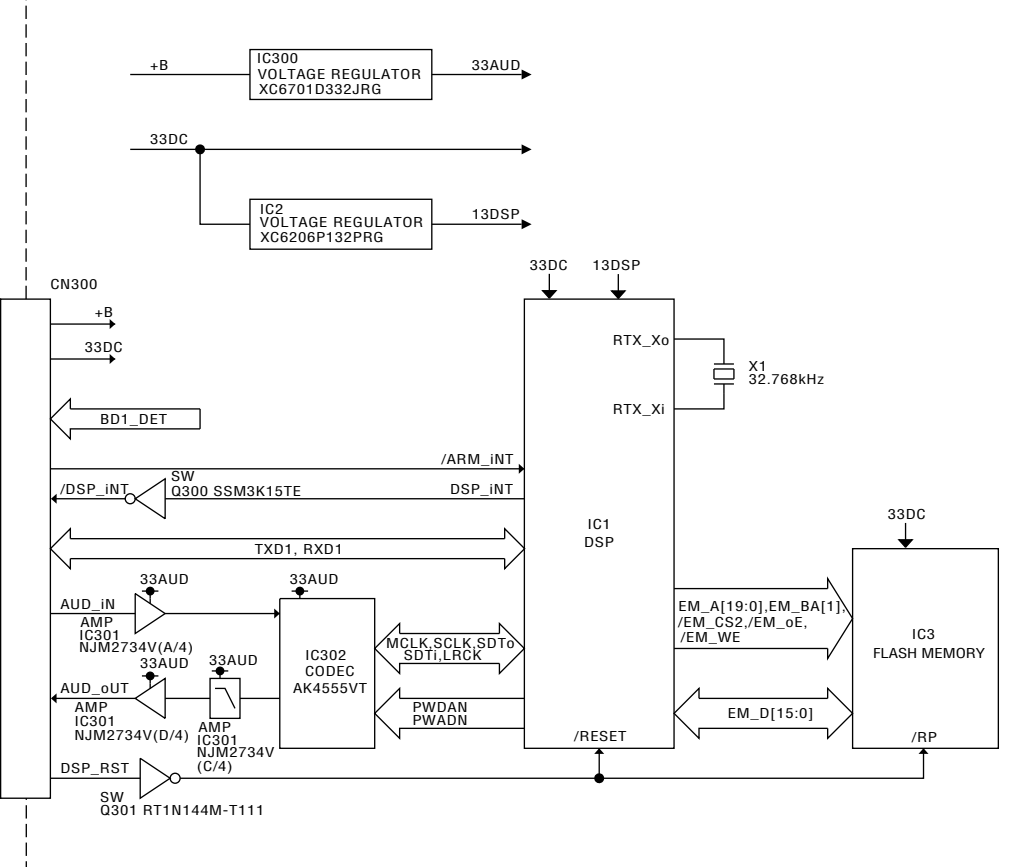 IC300
+B
VOLTAGE REGULATOR
33AUD
XC6701D332JRG
33DC
IC2
VOLTAGE REGULATOR
13DSP
XC6206P132PRG
33DC
13DSP
CN300
+B
33DC
RTX_Xo
X1
32.768kHz
RTX_Xi
BD1_DET
/ARM_iNT
SW
/DSP_iNT
Q300 SSM3K15TE
DSP_iNT
IC1
DSP
TXD1, RXD1
33DC
33AUD
33AUD
AUD_iN
AMP
IC301
NJM2734V(A/4)
IC302
CODEC
AK4555VT
MCLK,SCLK,SDTo
SDTi,LRCK
EM_A[19:0],EM_BA[1],
/EM_CS2,/EM_oE,
/EM_WE
IC3
FLASH MEMORY
33AUD
33AUD
AUD_oUT
AMP
IC301
NJM2734V(D/4)
AMP
IC301
NJM2734V
(C/4)
PWDAN
PWADN
EM_D[15:0]
/RESET
/RP
DSP_RST
SW
Q301 RT1N144M-T111